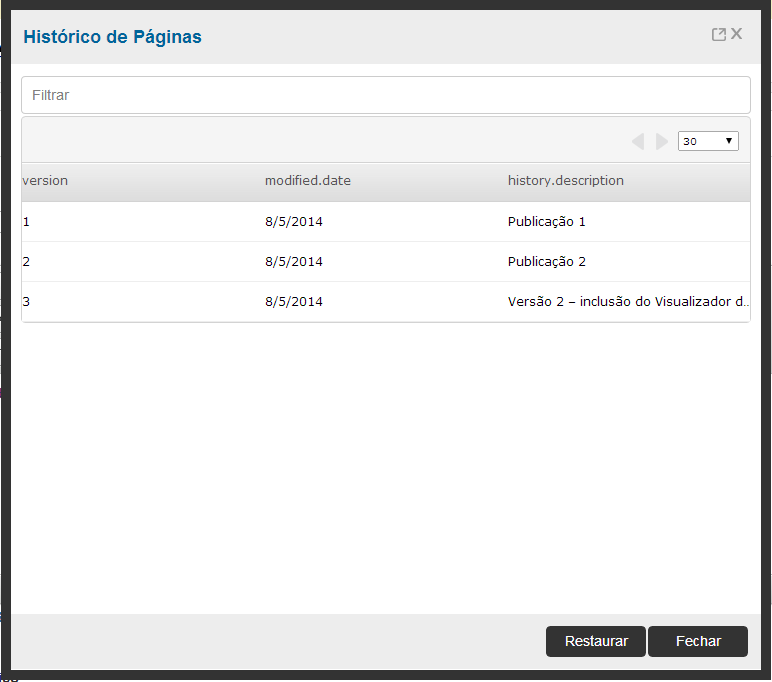 Histórico de Páginas
Filtrar
30
version modified.date history.description
1 8/5/2014 Publicação 1
2 8/5/2014 Publicação 2
3 8/5/2014 Versão 2 – inclusão do Visualizador d..
Restaurar Fechar